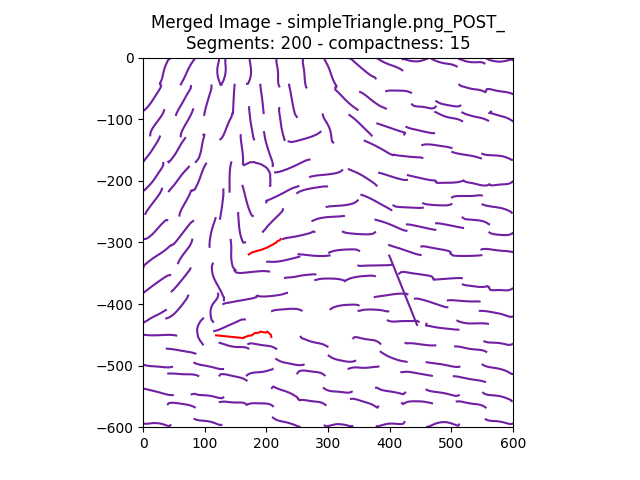 Merged Image - simpleTriangle.png_POST_
Segments: 200 - compactness: 15
0
−100
−200
−300
−400
−500
−600
0 100 200 300 400 500 600